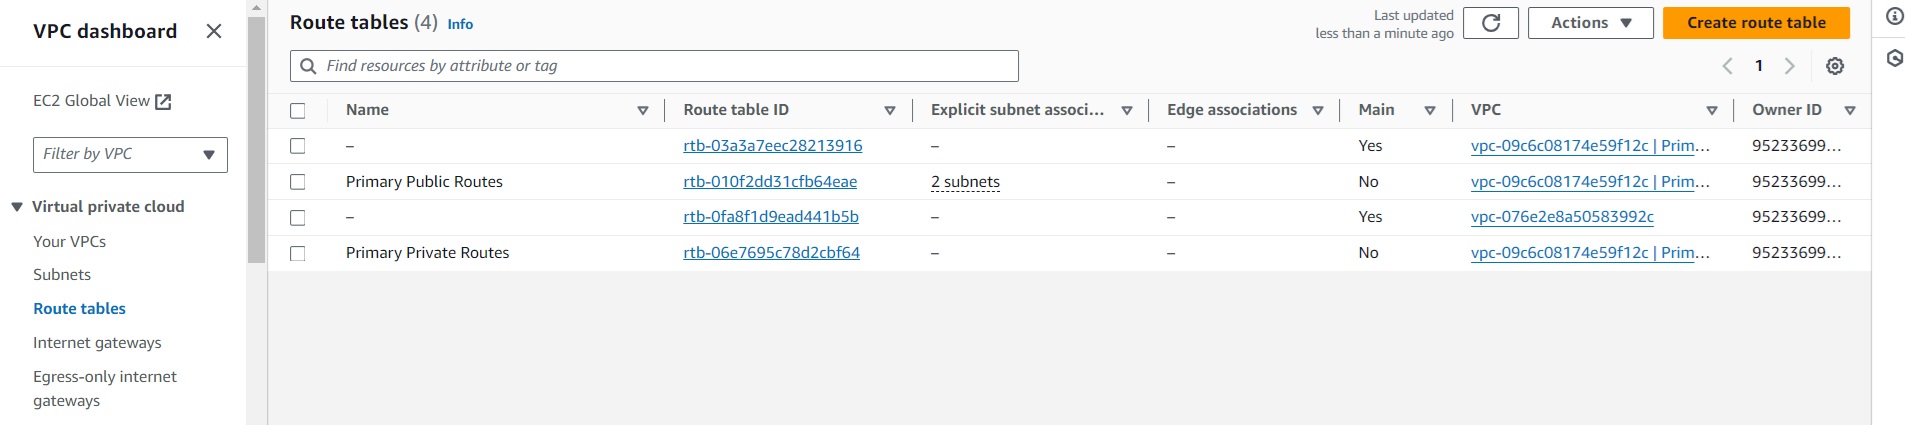 VPC dashboard
EC2 Global View
Filter by VPC
Virtual private cloud
Your VPCs
Subnets
Route tables
Internet gateways
Egress-only internet
gateways
Route tables (4) Info
Last updated
less than a minute ago
Actions
Create route table
Find resources by attribute or tag
1
Name Route table ID Explicit subnet associ... Edge associations Main VPC Owner ID
– rtb-03a3a7eec28213916 – – Yes vpc-09c6c08174e59f12c | Prim... 95233699...
Primary Public Routes rtb-010f2dd31cfb64eae 2 subnets – No vpc-09c6c08174e59f12c | Prim... 95233699...
– rtb-0fa8f1d9ead441b5b – – Yes vpc-076e2e8a50583992c 95233699...
Primary Private Routes rtb-06e7695c78d2cbf64 – – No vpc-09c6c08174e59f12c | Prim... 95233699...